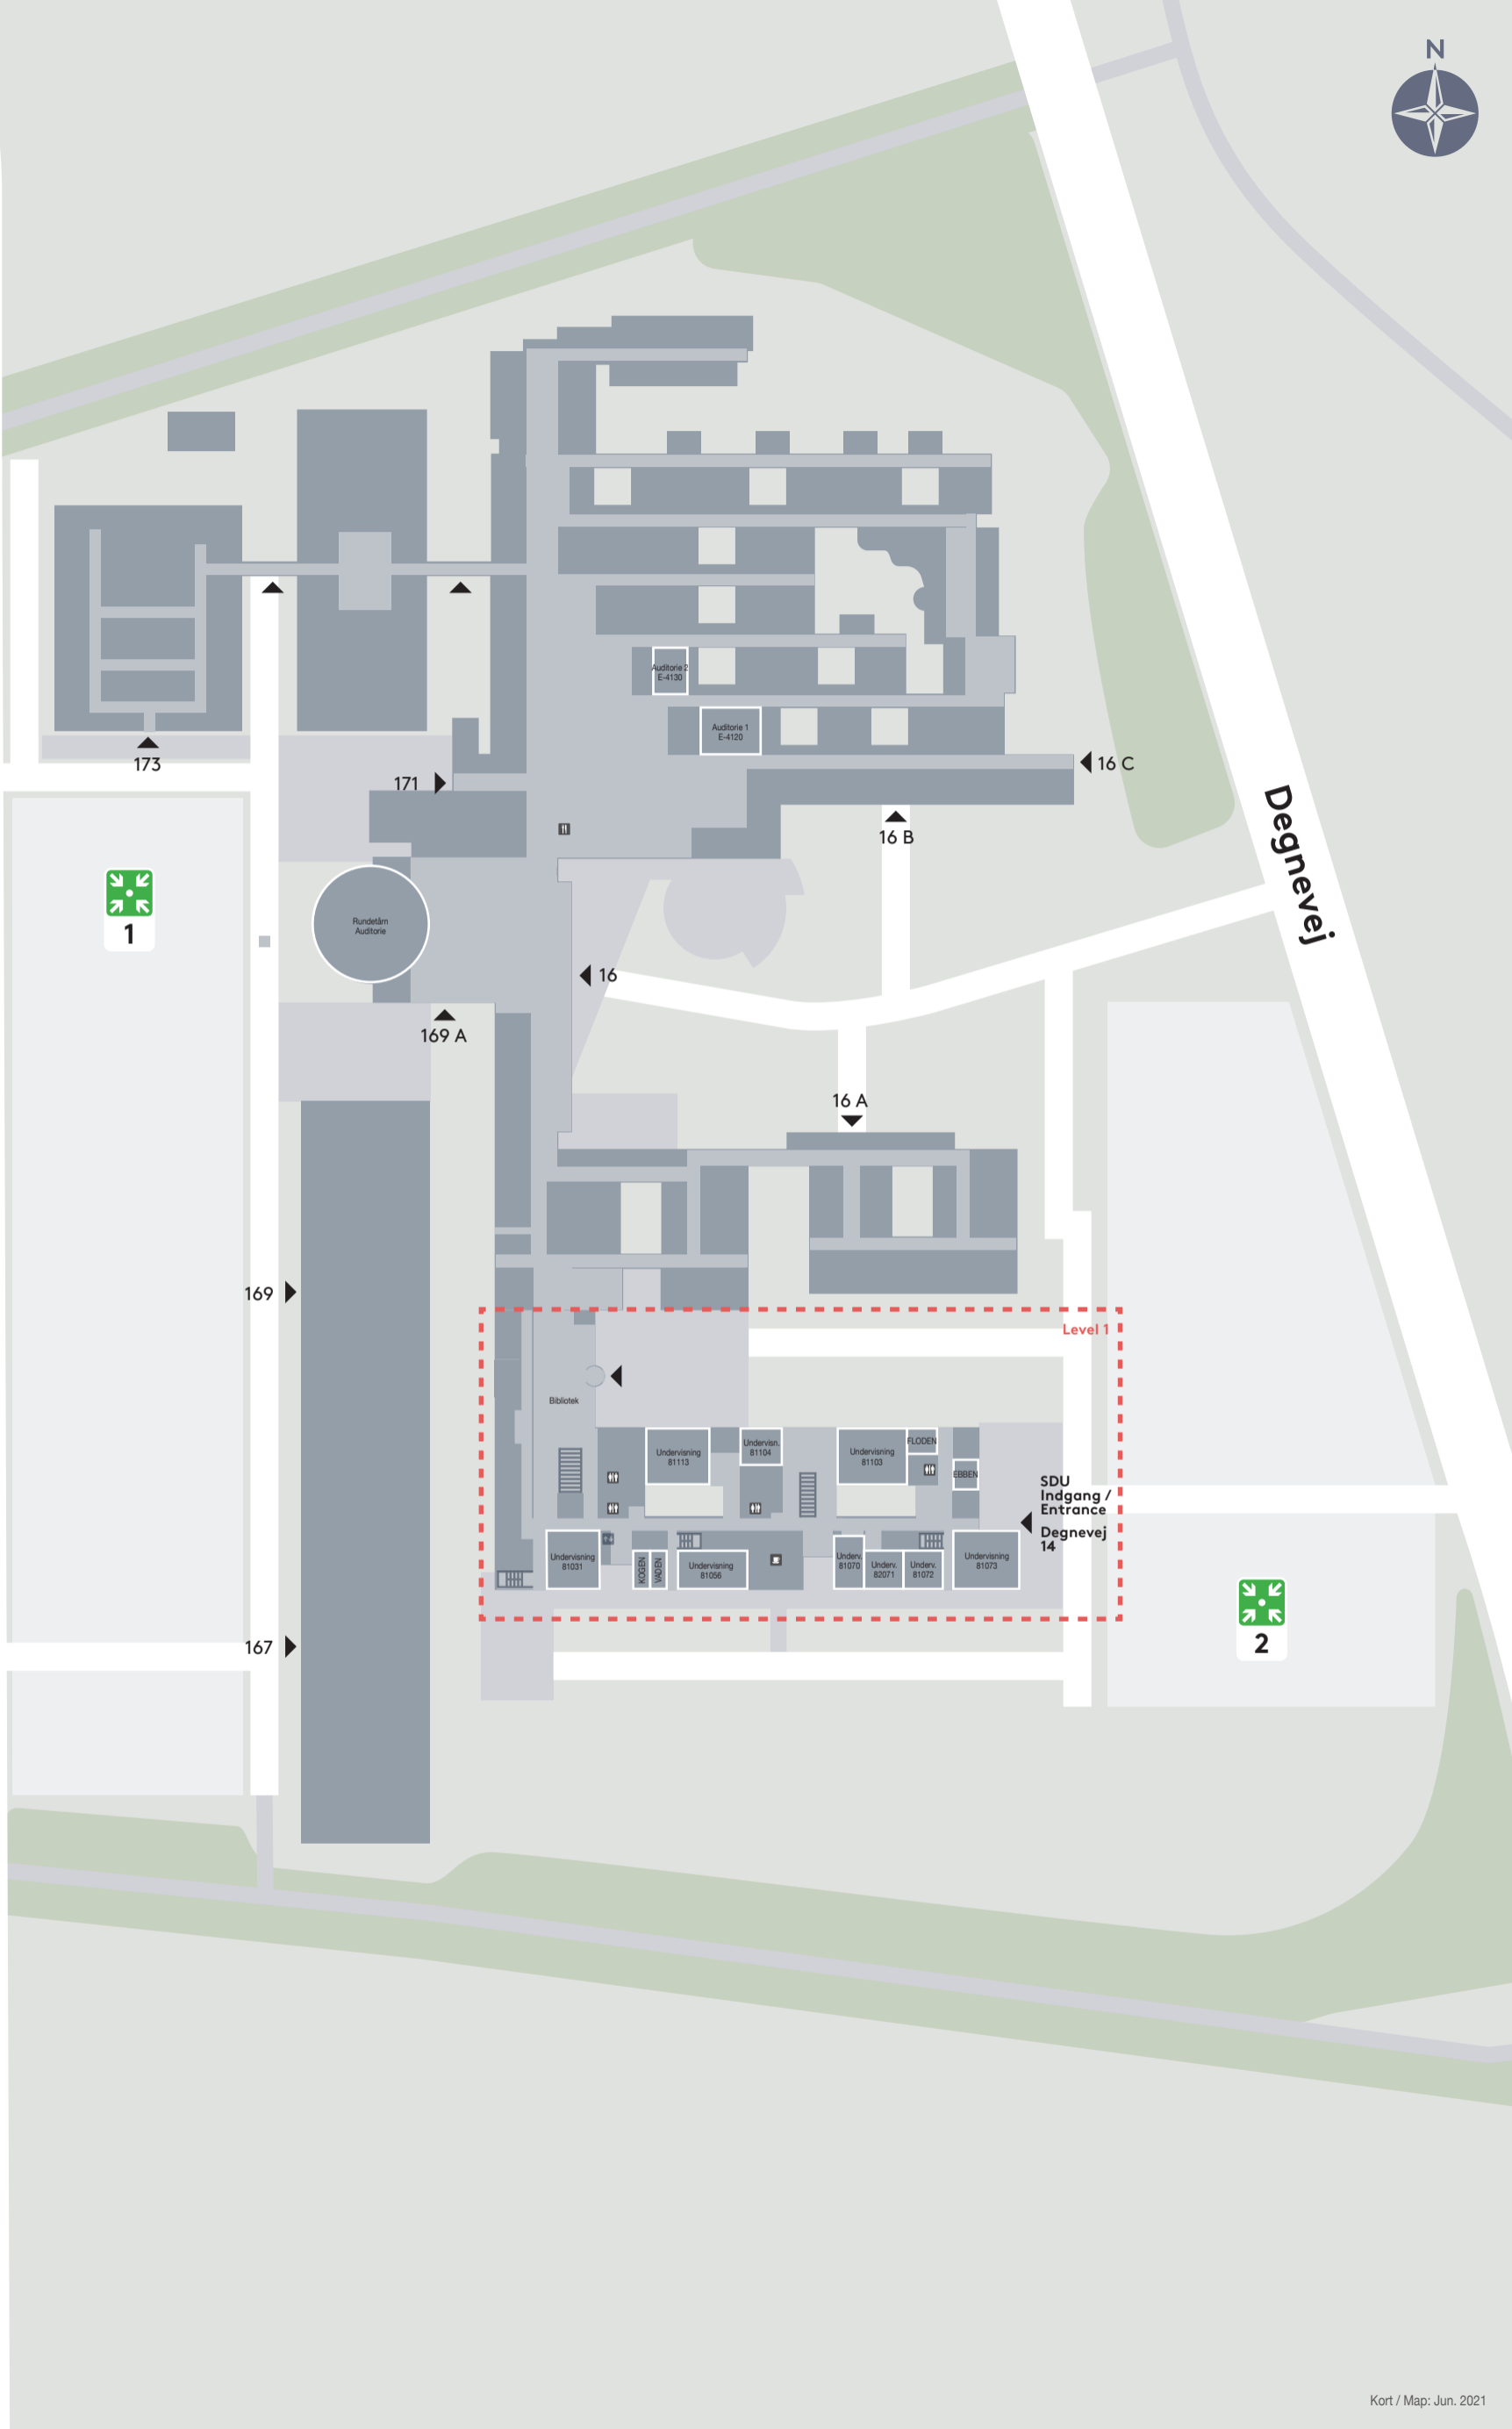 N
Auditorie 2
E-4130
Auditorie 1
E-4120
173
171
16 C
16 B
Degnevej
1
Rundetårn
Auditorie
16
169 A
16 A
169
Level 1
Bibliotek
Undervisning
81113
Undervisn.
81104
Undervisning
81103
FLODEN
EBBEN
SDU
Indgang /
Entrance
Degnevej
14
Undervisning
81031
KOGEN
VADEN
Undervisning
81056
Underv.
81070
Underv.
82071
Underv.
81072
Undervisning
81073
167
2
Kort / Map: Jun. 2021